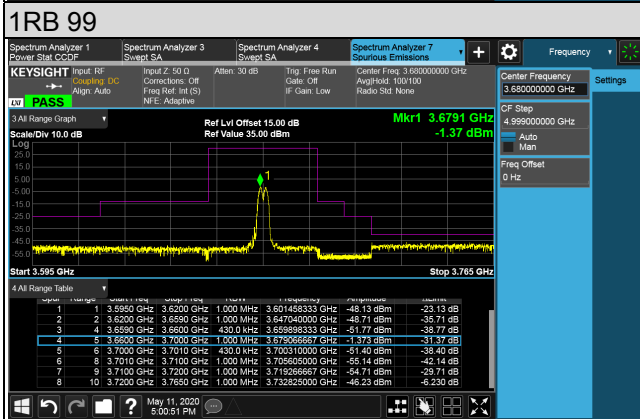 1RB 99
Spectrum Analyzer 1
Power Stat CCDF
Spectrum Analyzer 3
Swept SA
Spectrum Analyzer 4
Swept SA
Spectrum Analyzer 7
Spurious Emissions
Frequency
KEYSIGHT
Input: RF
Coupling: DC
Align: Auto
Input Z: 50 Ω
Corrections: Off
Freq Ref: Int (S)
NFE: Adaptive
Atten: 30 dB
Trig: Free Run
Gate: Off
IF Gain: Low
Center Freq: 3.680000000 GHz
Avg|Hold: 100/100
Radio Std: None
LXI PASS
Center Frequency
3.680000000 GHz
Settings
CF Step
4.999000000 GHz
Auto
Man
Freq Offset
0 Hz
3 All Range Graph
Scale/Div 10.0 dB
Ref Lvl Offset 15.00 dB
Ref Value 35.00 dBm
Mkr1 3.6791 GHz
-1.37 dBm
Log
25.0
15.0
5.00
-5.00
-15.0
-25.0
-35.0
-45.0
-55.0
1
Start 3.595 GHz
Stop 3.765 GHz
4 All Range Table
Spur Range Start Freq Stop Freq RBW Frequency Amplitude ΔLimit
1 1 3.5950 GHz 3.6200 GHz 1.000 MHz 3.601458333 GHz -48.13 dBm -23.13 dB
2 2 3.6200 GHz 3.6590 GHz 1.000 MHz 3.647040000 GHz -48.71 dBm -35.71 dB
3 4 3.6590 GHz 3.6600 GHz 430.0 kHz 3.659898333 GHz -51.77 dBm -38.77 dB
4 5 3.6600 GHz 3.7000 GHz 1.000 MHz 3.679066667 GHz -1.373 dBm -31.37 dB
5 6 3.7000 GHz 3.7010 GHz 430.0 kHz 3.700310000 GHz -51.40 dBm -38.40 dB
6 8 3.7010 GHz 3.7100 GHz 1.000 MHz 3.705605000 GHz -55.14 dBm -42.14 dB
7 9 3.7100 GHz 3.7200 GHz 1.000 MHz 3.719266667 GHz -54.71 dBm -29.71 dB
8 10 3.7200 GHz 3.7650 GHz 1.000 MHz 3.732825000 GHz -46.23 dBm -6.230 dB
May 11, 2020
5:00:51 PM